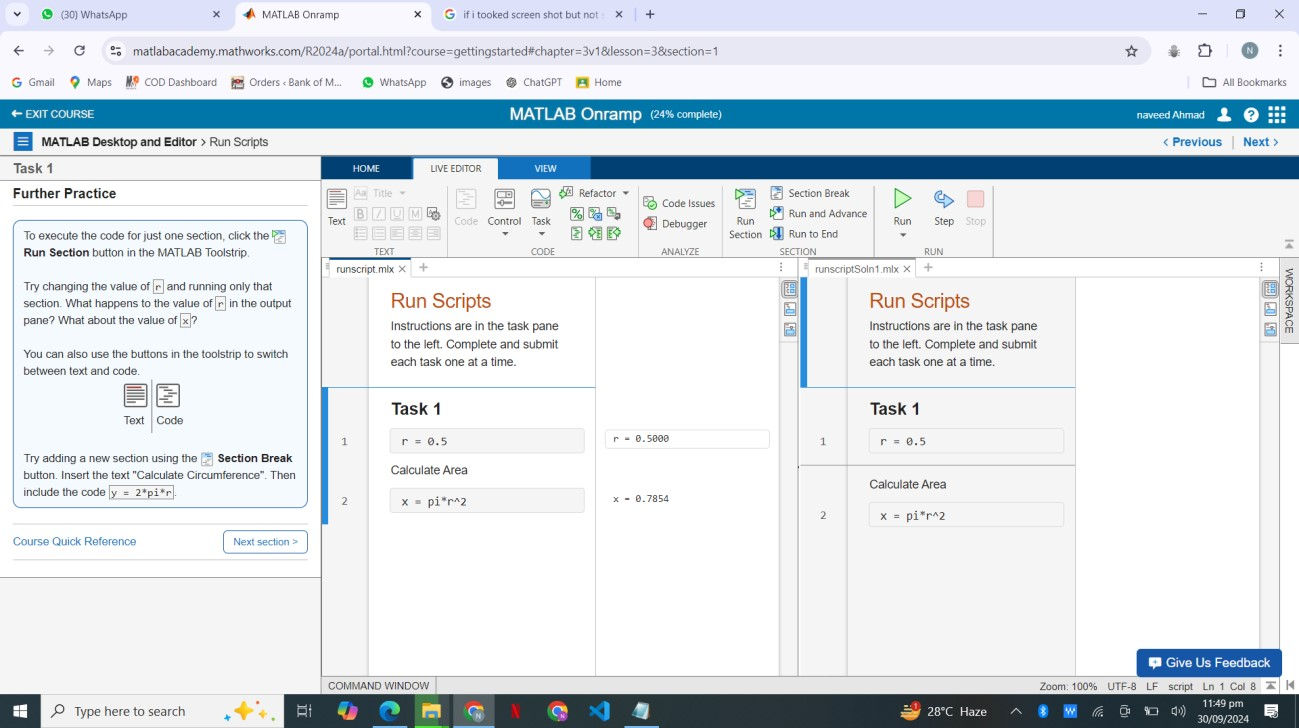 (30) WhatsApp
MATLAB Onramp
if i tooked screen shot but not
matlabacademy.mathworks.com/R2024a/portal.html?course=gettingstarted#chapter=3v1&lesson=3&section=1
N
Gmail
Maps
COD Dashboard
Orders ‹ Bank of M...
WhatsApp
images
ChatGPT
Home
All Bookmarks
EXIT COURSE
MATLAB Onramp (24% complete)
naveed Ahmad
MATLAB Desktop and Editor > Run Scripts
< Previous
Next >
Task 1
Further Practice
To execute the code for just one section, click the
Run Section button in the MATLAB Toolstrip.
Try changing the value of r and running only that
section. What happens to the value of r in the output
pane? What about the value of x?
You can also use the buttons in the toolstrip to switch
between text and code.
Text
Code
Try adding a new section using the Section Break
button. Insert the text "Calculate Circumference". Then
include the code y = 2*pi*r.
Course Quick Reference
Next section >
HOME
LIVE EDITOR
VIEW
Text
Aa Title
B I U M
TEXT
Code
Control
Task
Refactor
CODE
Code Issues
Debugger
ANALYZE
Run
Section
Section Break
Run and Advance
Run to End
SECTION
Run
Step
Stop
RUN
runscript.mlx
Run Scripts
Instructions are in the task pane
to the left. Complete and submit
each task one at a time.
Task 1
1
r = 0.5
r = 0.5000
Calculate Area
2
x = pi*r^2
x = 0.7854
runscriptSoln1.mlx
Run Scripts
Instructions are in the task pane
to the left. Complete and submit
each task one at a time.
Task 1
1
r = 0.5
Calculate Area
2
x = pi*r^2
WORKSPACE
Give Us Feedback
COMMAND WINDOW
Zoom: 100% UTF-8 LF script Ln 1 Col 8
Type here to search
28°C Haze
11:49 pm
30/09/2024